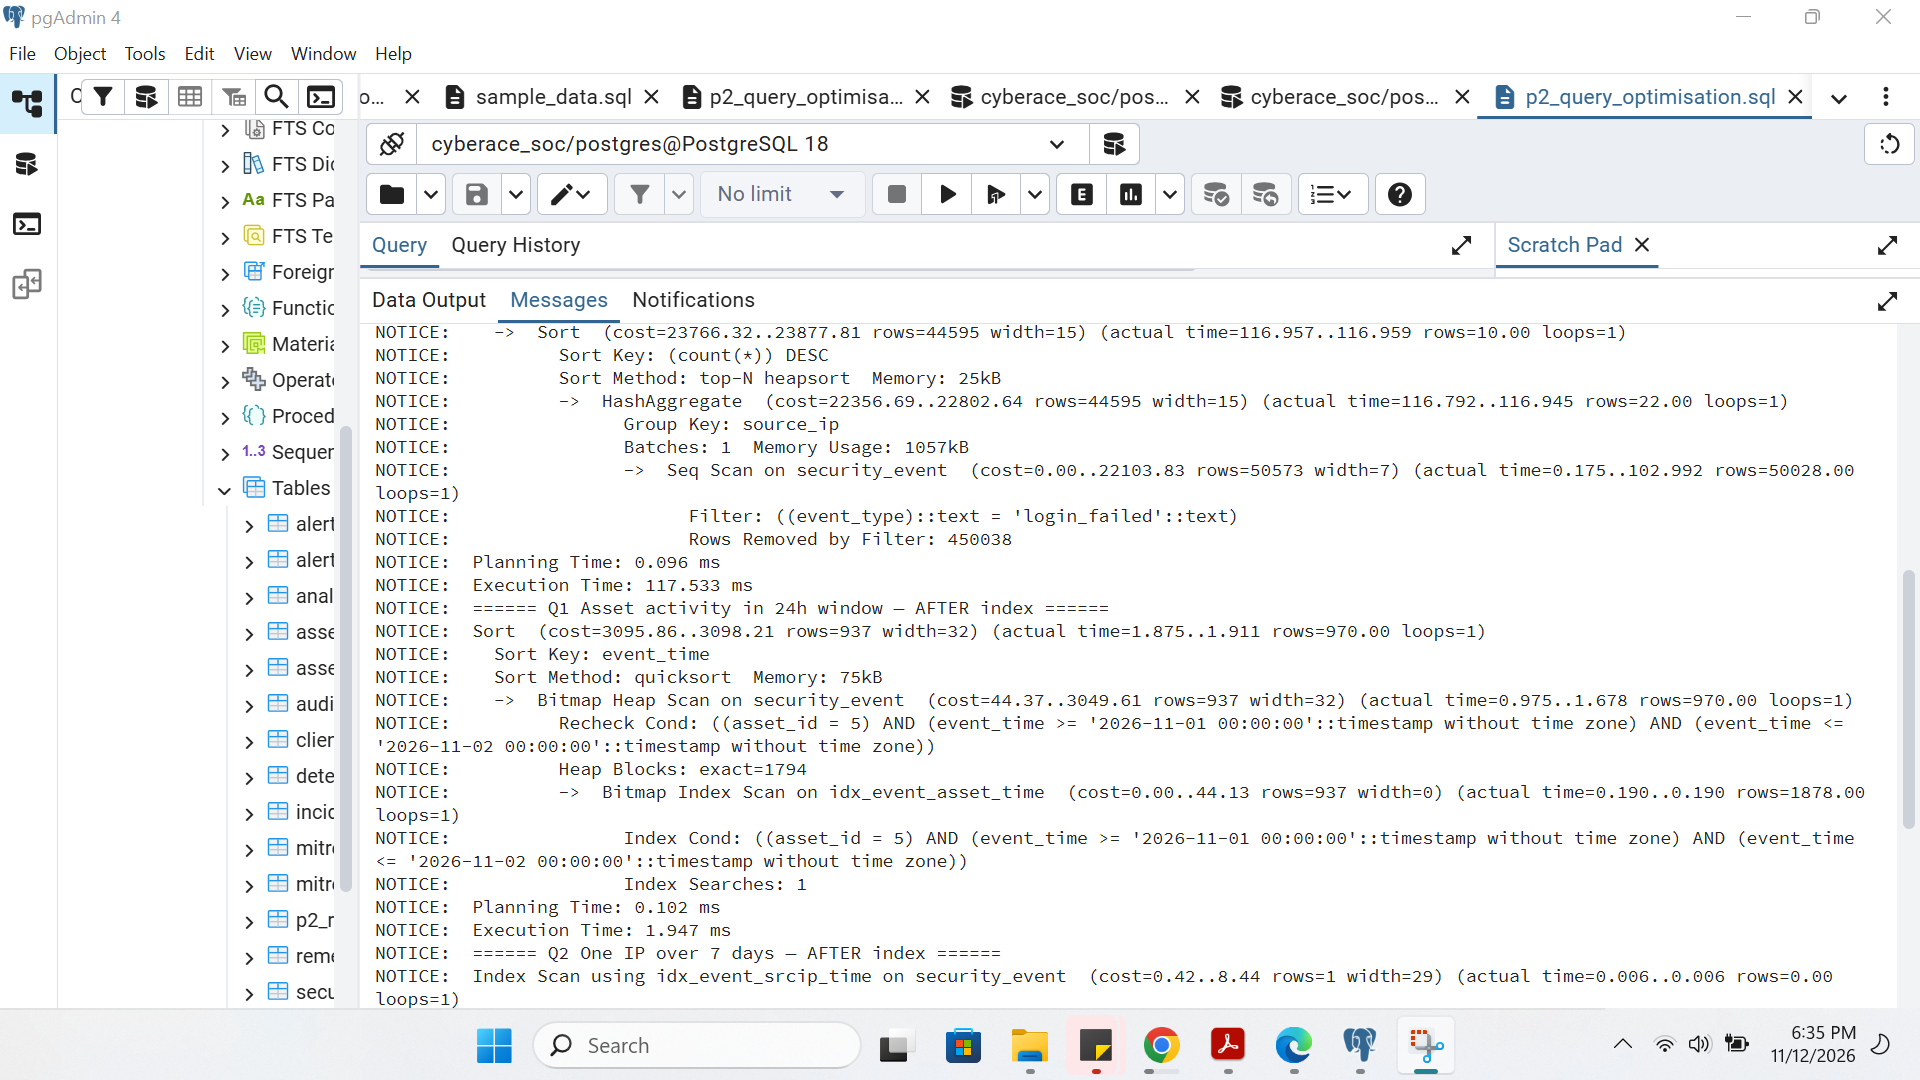 pgAdmin 4
File Object Tools Edit View Window Help
o... sample_data.sql p2_query_optimisa... cyberace_soc/pos... cyberace_soc/pos... p2_query_optimisation.sql
cyberace_soc/postgres@PostgreSQL 18
No limit
E
Query Query History Scratch Pad
Data Output Messages Notifications
FTS Co
FTS Dic
Aa FTS Pa
FTS Te
Foreign
Functio
Materia
Operat
Proced
1..3 Sequen
Tables
alert
alert
anal
asse
asse
audi
clien
dete
incid
mitr
mitr
p2_r
reme
secu
NOTICE: -> Sort (cost=23766.32..23877.81 rows=44595 width=15) (actual time=116.957..116.959 rows=10.00 loops=1)
NOTICE: Sort Key: (count(*)) DESC
NOTICE: Sort Method: top-N heapsort Memory: 25kB
NOTICE: -> HashAggregate (cost=22356.69..22802.64 rows=44595 width=15) (actual time=116.792..116.945 rows=22.00 loops=1)
NOTICE: Group Key: source_ip
NOTICE: Batches: 1 Memory Usage: 1057kB
NOTICE: -> Seq Scan on security_event (cost=0.00..22103.83 rows=50573 width=7) (actual time=0.175..102.992 rows=50028.00
loops=1)
NOTICE: Filter: ((event_type)::text = 'login_failed'::text)
NOTICE: Rows Removed by Filter: 450038
NOTICE: Planning Time: 0.096 ms
NOTICE: Execution Time: 117.533 ms
NOTICE: ====== Q1 Asset activity in 24h window — AFTER index ======
NOTICE: Sort (cost=3095.86..3098.21 rows=937 width=32) (actual time=1.875..1.911 rows=970.00 loops=1)
NOTICE: Sort Key: event_time
NOTICE: Sort Method: quicksort Memory: 75kB
NOTICE: -> Bitmap Heap Scan on security_event (cost=44.37..3049.61 rows=937 width=32) (actual time=0.975..1.678 rows=970.00 loops=1)
NOTICE: Recheck Cond: ((asset_id = 5) AND (event_time >= '2026-11-01 00:00:00'::timestamp without time zone) AND (event_time <=
'2026-11-02 00:00:00'::timestamp without time zone))
NOTICE: Heap Blocks: exact=1794
NOTICE: -> Bitmap Index Scan on idx_event_asset_time (cost=0.00..44.13 rows=937 width=0) (actual time=0.190..0.190 rows=1878.00
loops=1)
NOTICE: Index Cond: ((asset_id = 5) AND (event_time >= '2026-11-01 00:00:00'::timestamp without time zone) AND (event_time
<= '2026-11-02 00:00:00'::timestamp without time zone))
NOTICE: Index Searches: 1
NOTICE: Planning Time: 0.102 ms
NOTICE: Execution Time: 1.947 ms
NOTICE: ====== Q2 One IP over 7 days — AFTER index ======
NOTICE: Index Scan using idx_event_srcip_time on security_event (cost=0.42..8.44 rows=1 width=29) (actual time=0.006..0.006 rows=0.00
loops=1)
Search
6:35 PM
11/12/2026